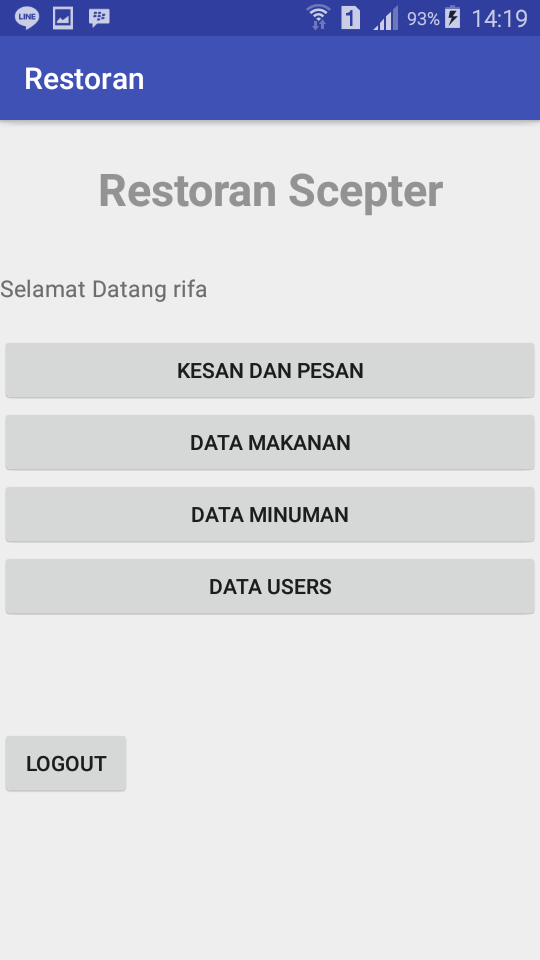 LINE
1
93%
14:19
Restoran
Restoran Scepter
Selamat Datang rifa
KESAN DAN PESAN
DATA MAKANAN
DATA MINUMAN
DATA USERS
LOGOUT